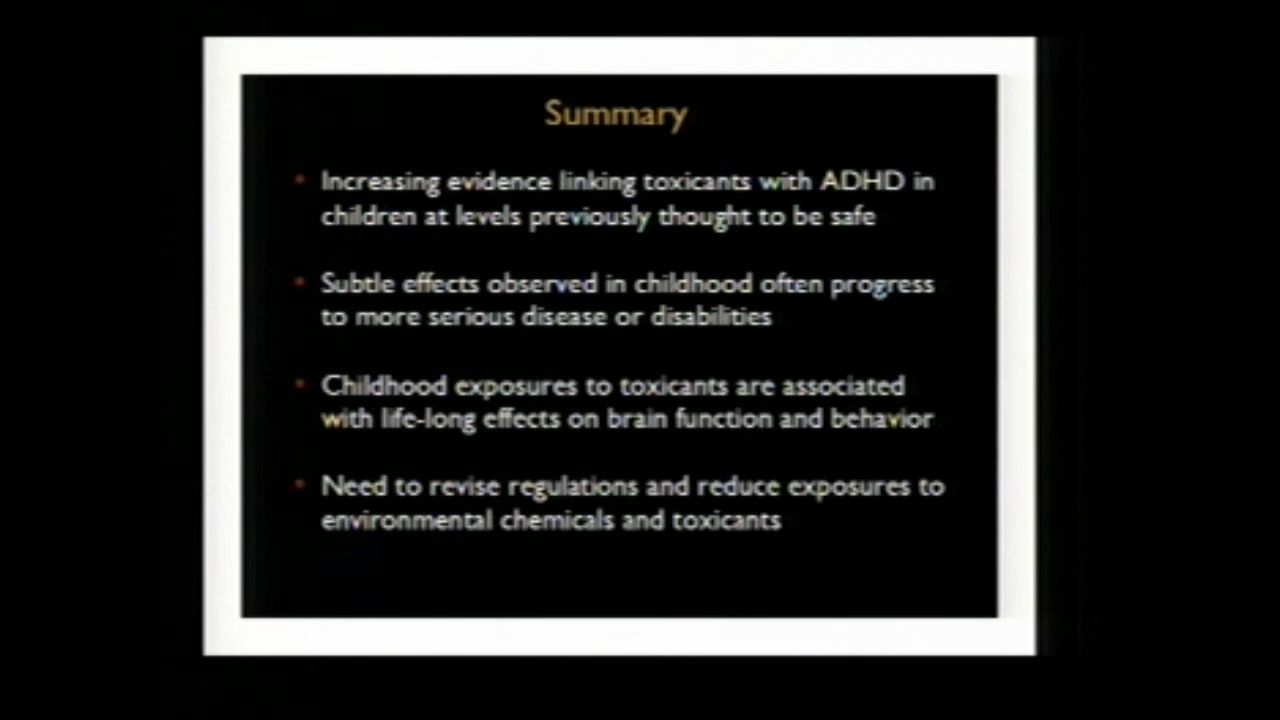 Summary
• Increasing evidence linking toxicants with ADHD in
children at levels previously thought to be safe
• Subtle effects observed in childhood often progress
to more serious disease or disabilities
• Childhood exposures to toxicants are associated
with life-long effects on brain function and behavior
• Need to revise regulations and reduce exposures to
environmental chemicals and toxicants